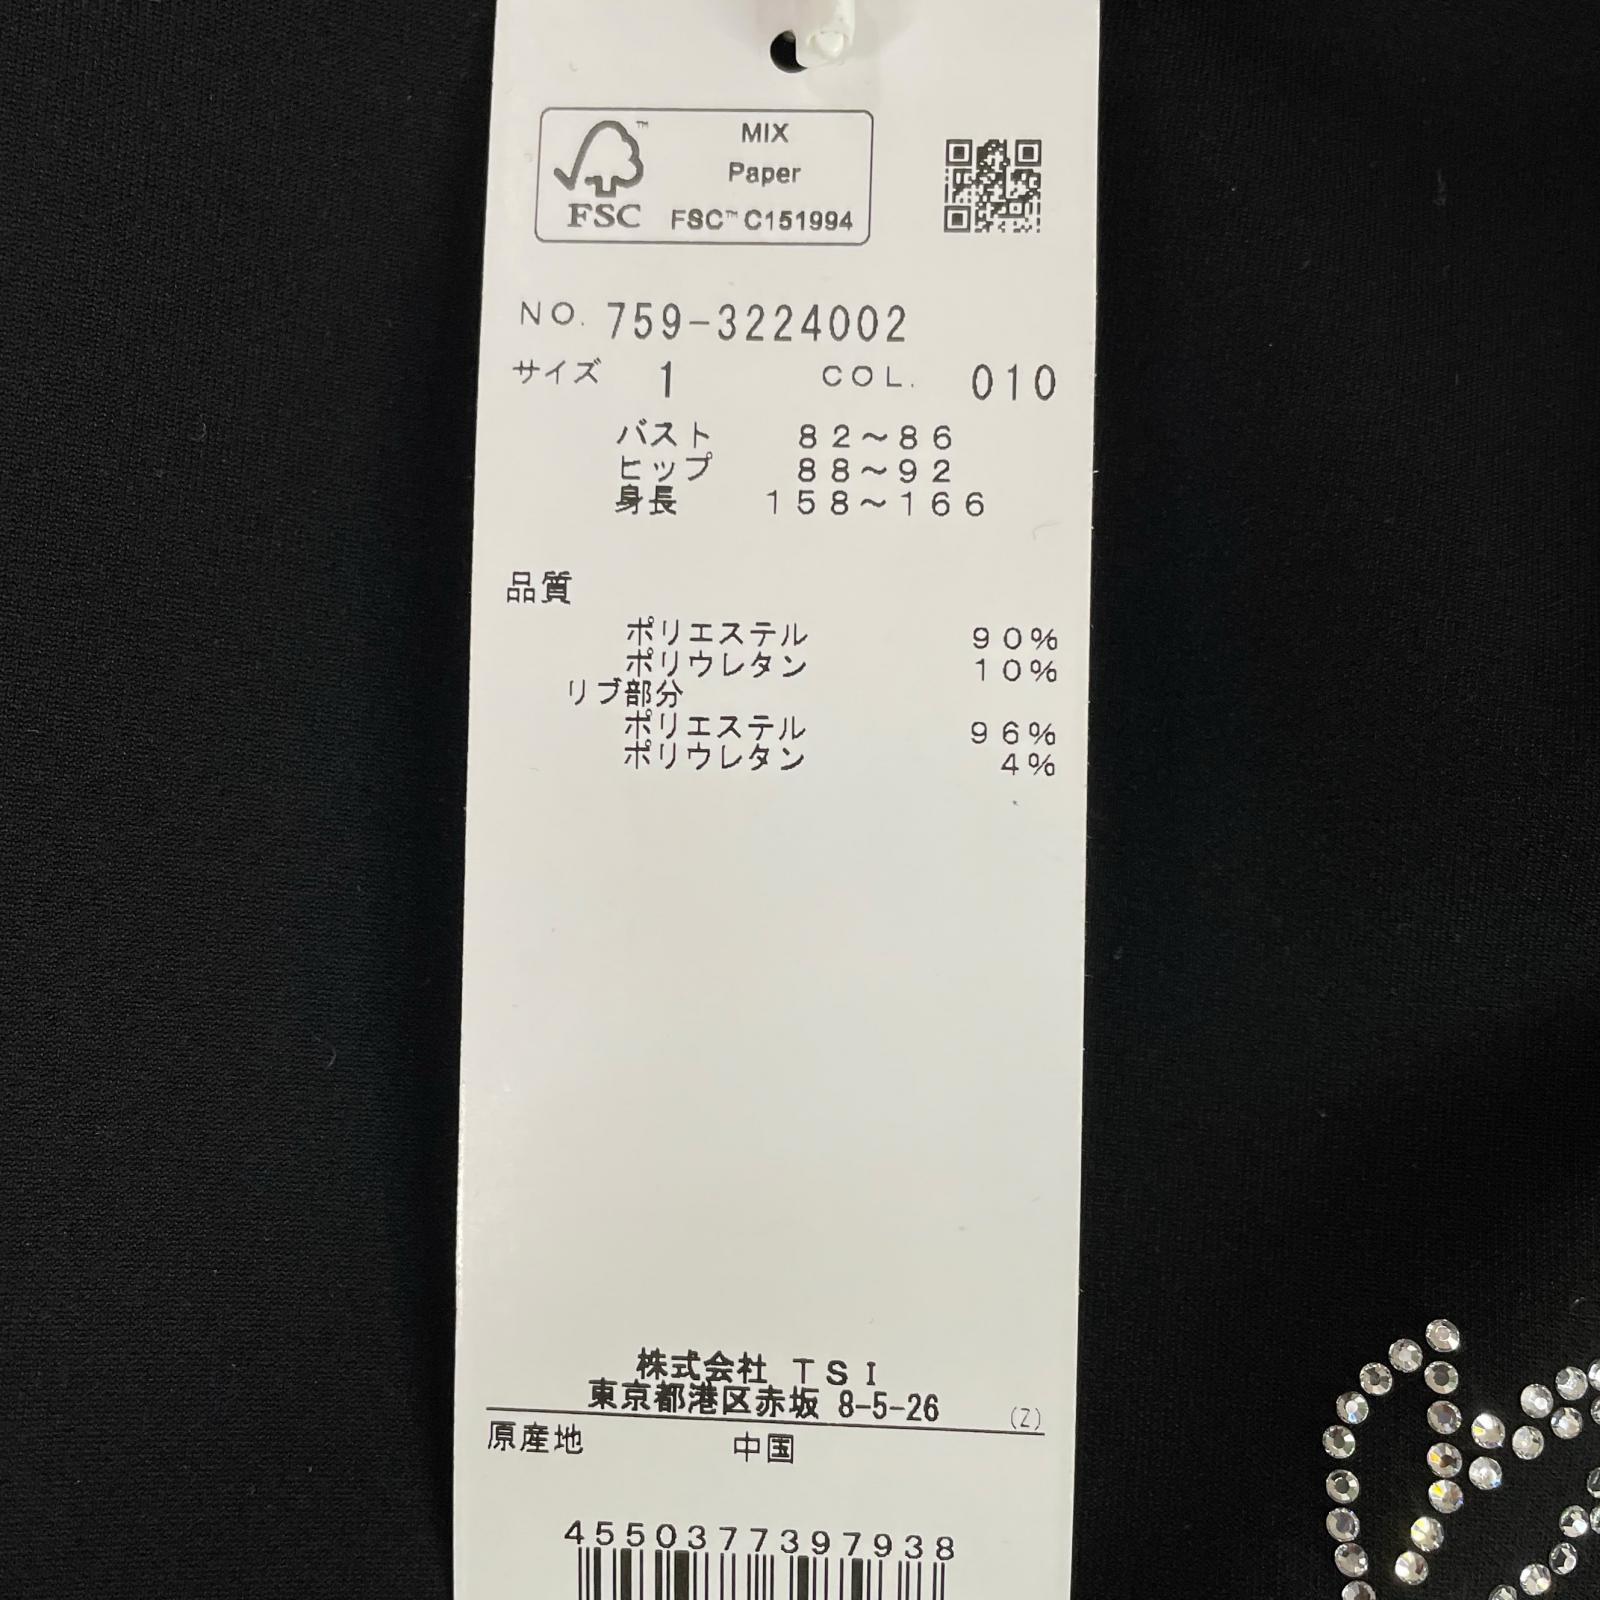 MIX
Paper
FSC™ FSC™ C151994
NO. 759-3224002
サイズ 1 COL. 010
バスト 82～86
ヒップ 88～92
身長 158～166
品質
ポリエステル 90%
ポリウレタン 10%
リブ部分
ポリエステル 96%
ポリウレタン 4%
株式会社 TSI
東京都港区赤坂 8-5-26 (Z)
原産地 中国
4550377397938